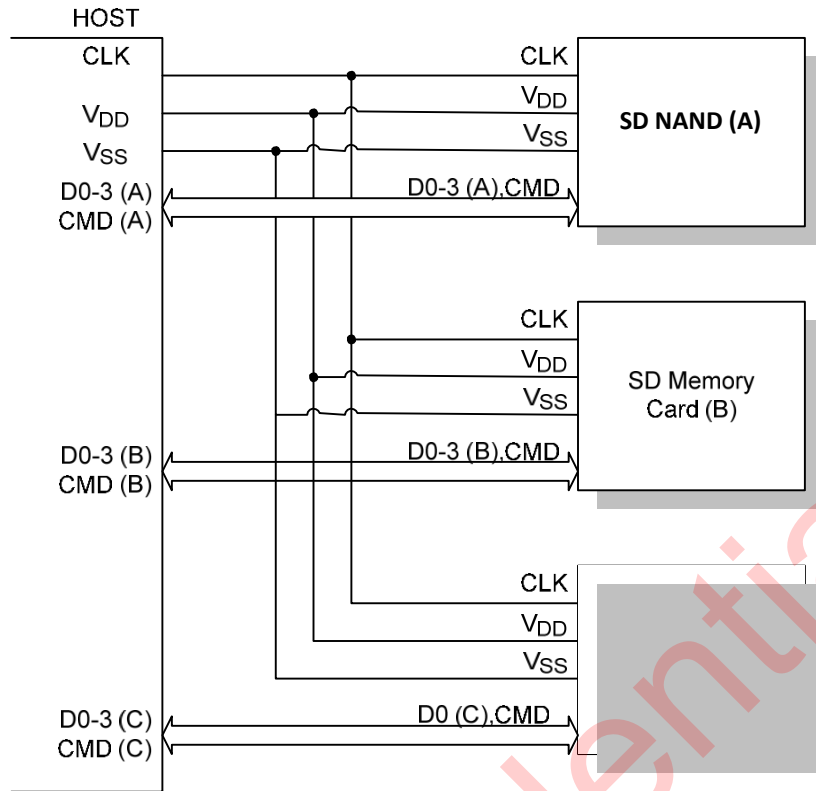 HOST
CLK
VDD
VSS
D0-3 (A)
CMD (A)
CLK
VDD
VSS
D0-3 (A),CMD
SD NAND (A)
CLK
VDD
VSS
D0-3 (B)
CMD (B)
D0-3 (B),CMD
SD Memory
Card (B)
CLK
VDD
VSS
D0-3 (C)
CMD (C)
D0 (C),CMD